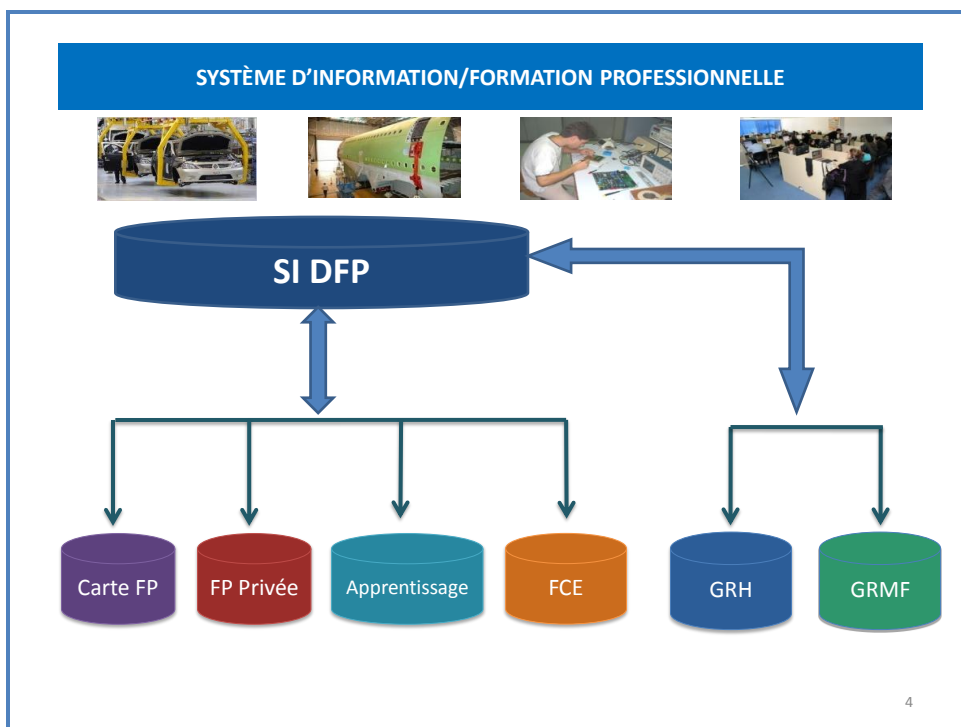 SYSTÈME D'INFORMATION/FORMATION PROFESSIONNELLE
SI DFP
Carte FP
FP Privée
Apprentissage
FCE
GRH
GRMF
4